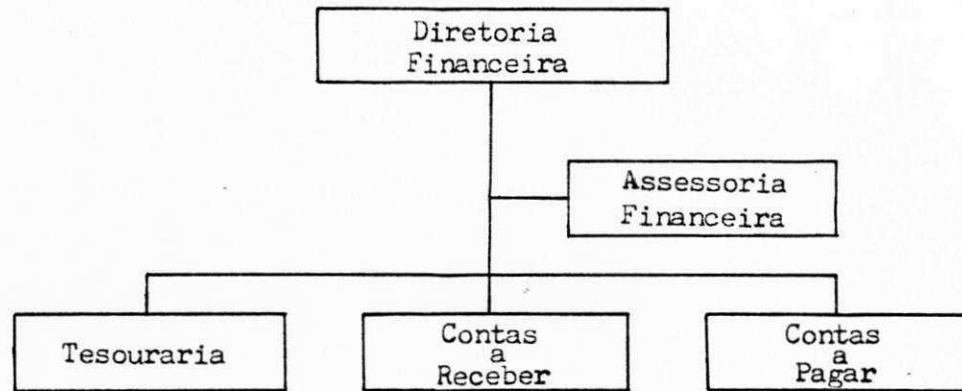 Diretoria
Financeira
Assessoria
Financeira
Tesouraria
Contas
a
Receber
Contas
a
Pagar